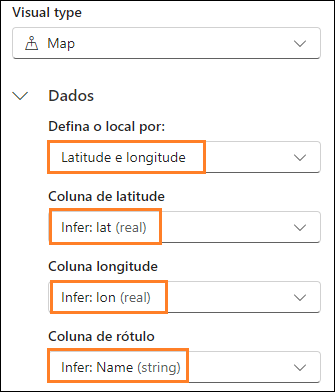 Visual type
Map
Dados
Defina o local por:
Latitude e longitude
Coluna de latitude
Infer: lat (real)
Coluna longitude
Infer: lon (real)
Coluna de rótulo
Infer: Name (string)